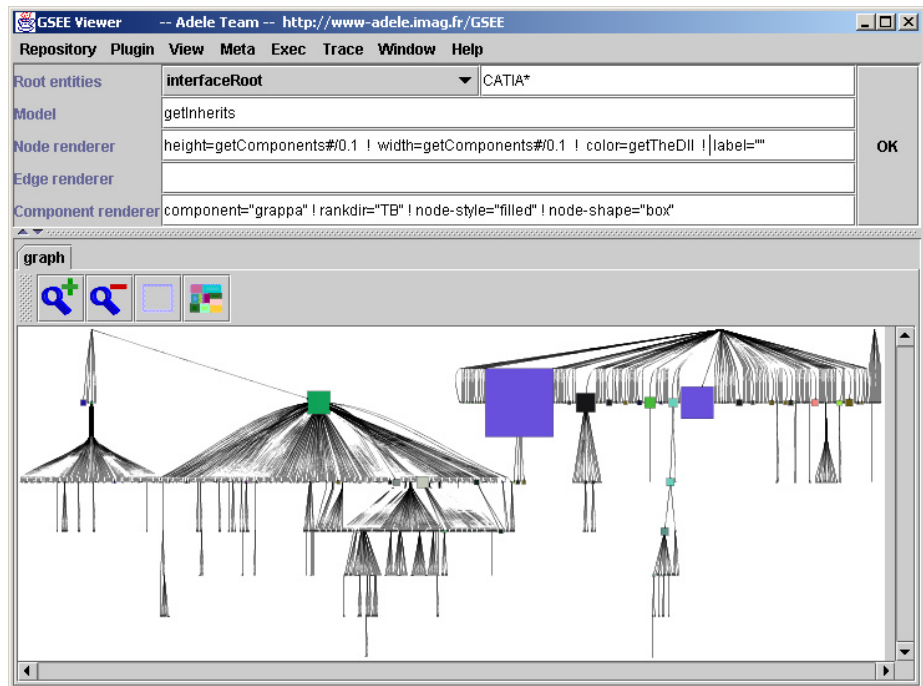 GSEE Viewer -- Adele Team -- http://www-adele.imag.fr/GSEE
Repository Plugin View Meta Exec Trace Window Help
Root entities interfaceRoot CATIA*
Model getInherits
Node renderer height=getComponents#/0.1 ! width=getComponents#/0.1 ! color=getTheDll ! label="" OK
Edge renderer
Component renderer component="grappa" ! rankdir="TB" ! node-style="filled" ! node-shape="box"
graph